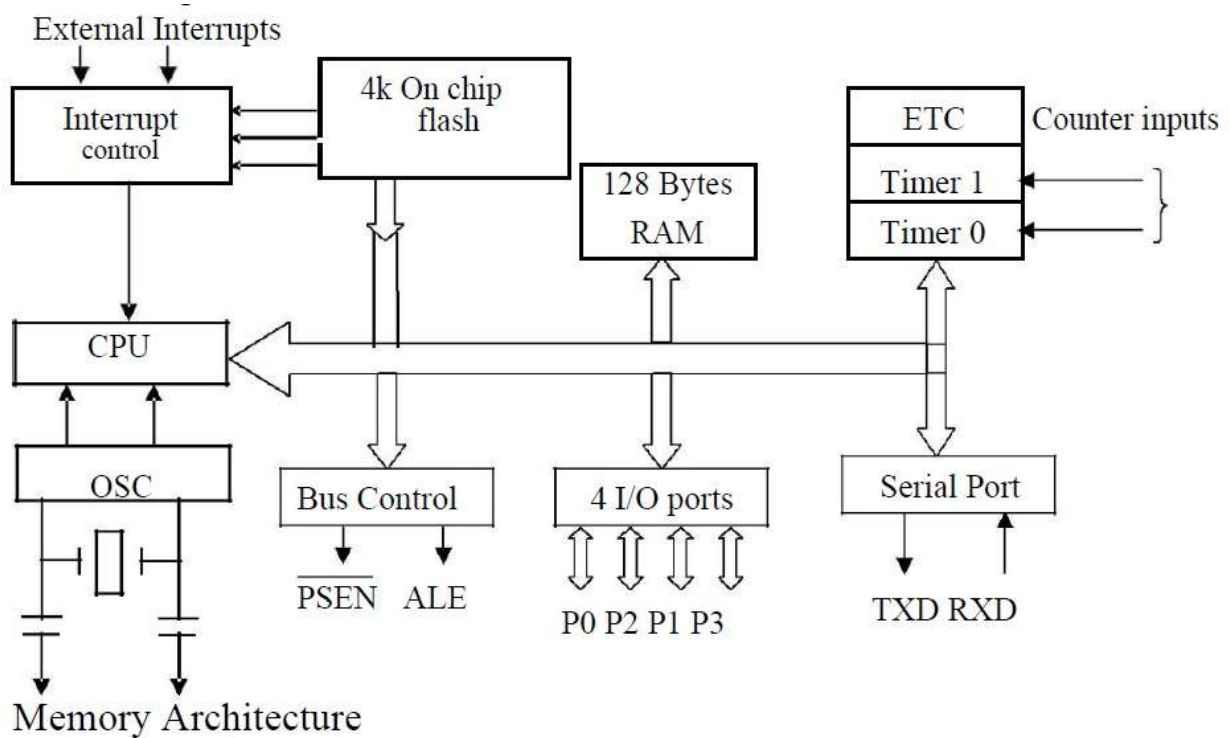 External Interrupts
Interrupt
control
4k On chip
flash
ETC
Counter inputs
128 Bytes
RAM
Timer 1
Timer 0
CPU
OSC
Bus Control
4 I/O ports
Serial Port
PSEN ALE
P0 P2 P1 P3
TXD RXD
Memory Architecture